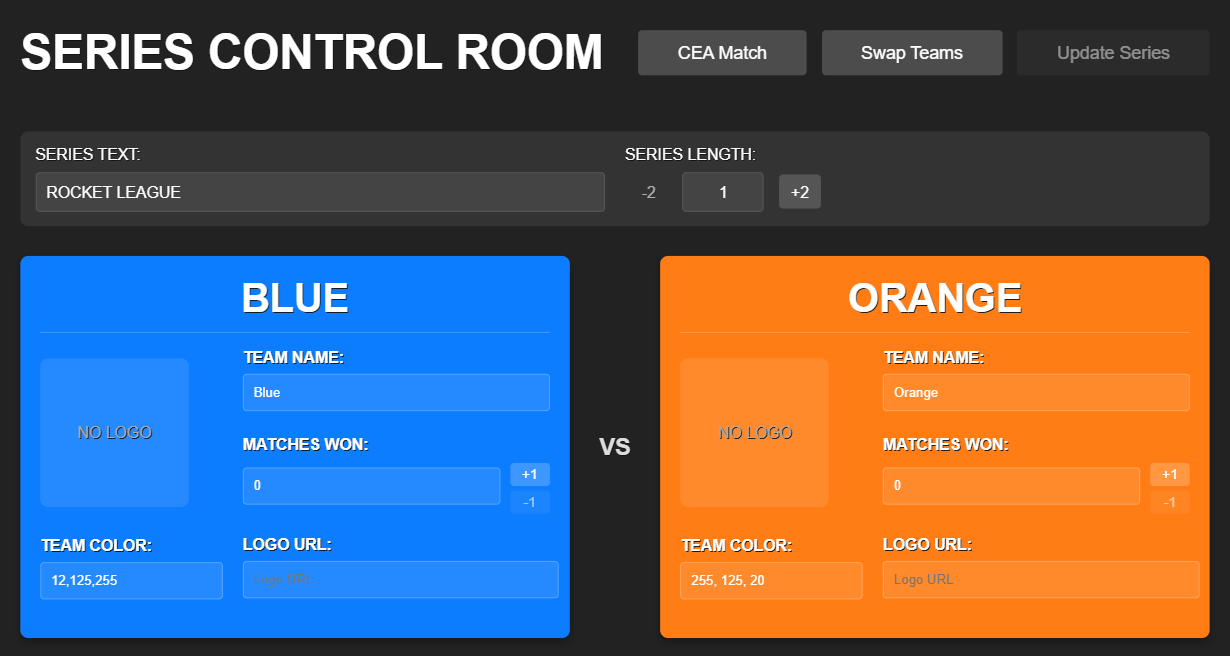 SERIES CONTROL ROOM
CEA Match
Swap Teams
Update Series
SERIES TEXT:
ROCKET LEAGUE
SERIES LENGTH:
-2
1
+2
BLUE
NO LOGO
TEAM NAME:
Blue
MATCHES WON:
0
+1
-1
TEAM COLOR:
12,125,255
LOGO URL:
Logo URL
VS
ORANGE
NO LOGO
TEAM NAME:
Orange
MATCHES WON:
0
+1
-1
TEAM COLOR:
255, 125, 20
LOGO URL:
Logo URL